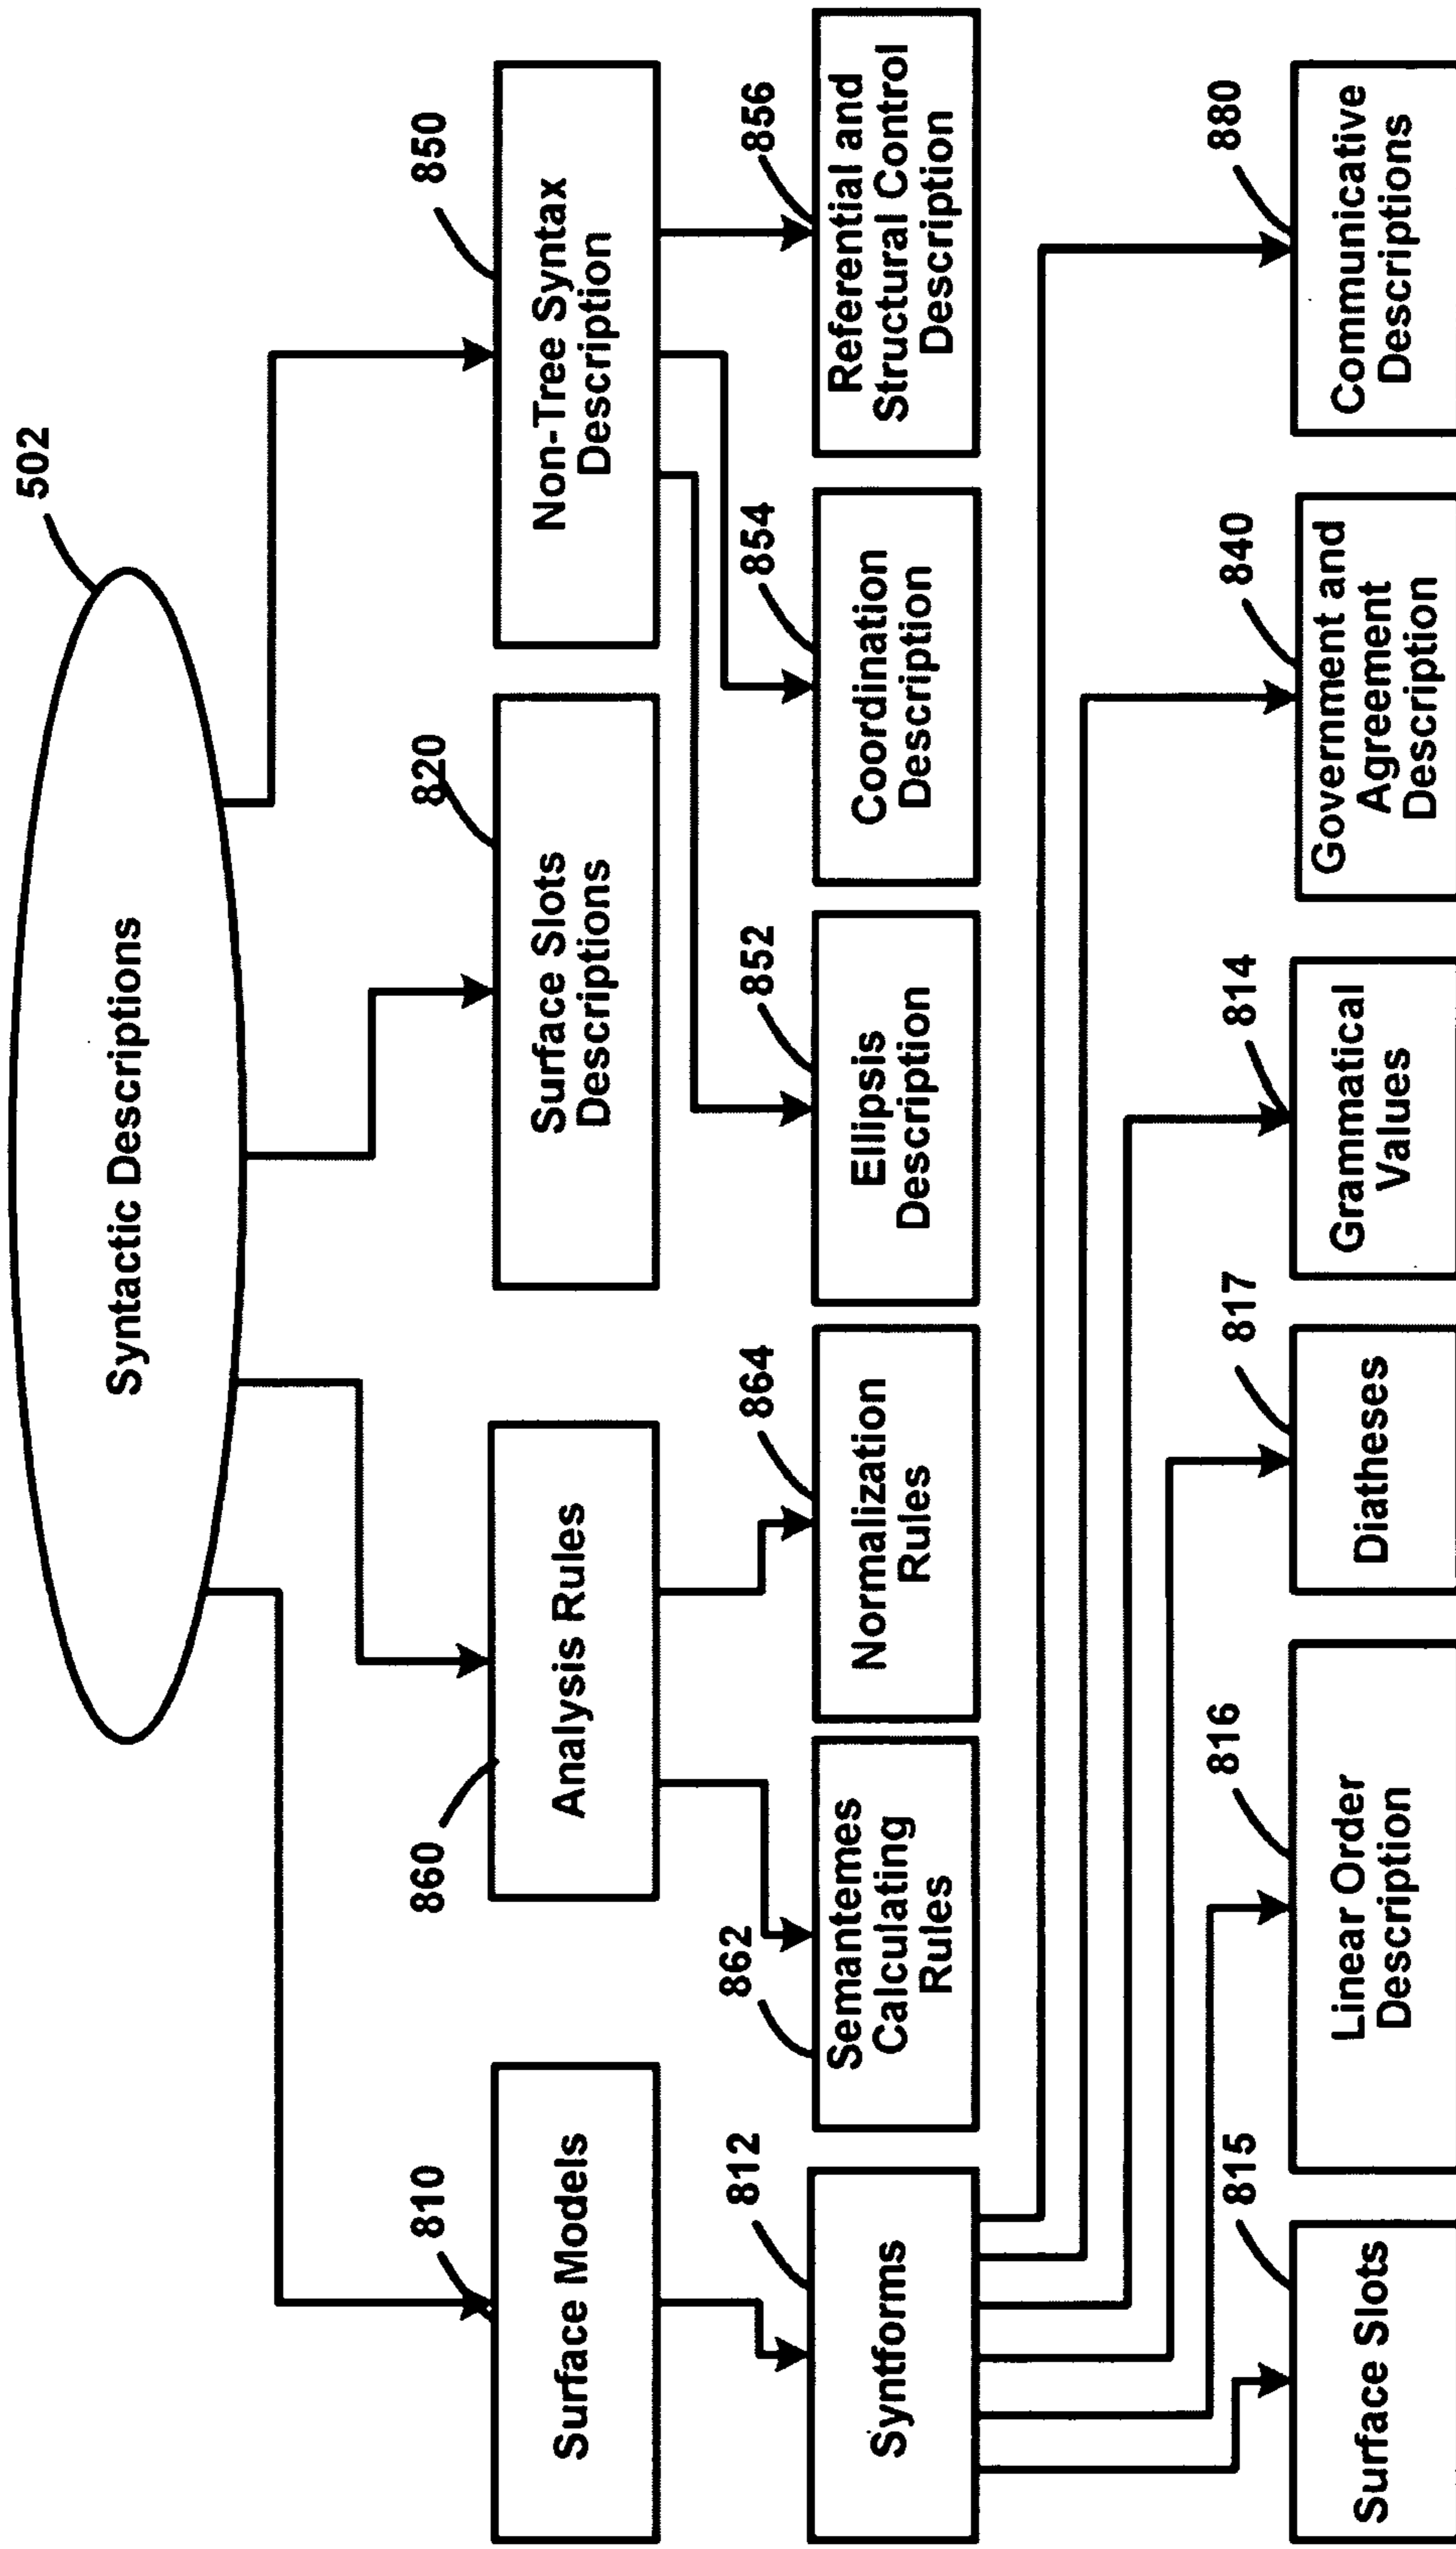 502
Syntactic Descriptions
810
860
820
850
Surface Models
Analysis Rules
Surface Slots
Descriptions
Non-Tree Syntax
Description
812
862
864
852
854
856
Syntforms
Semantemes
Calculating
Rules
Normalization
Rules
Ellipsis
Description
Coordination
Description
Referential and
Structural Control
Description
815
816
817
814
840
880
Surface Slots
Linear Order
Description
Diatheses
Grammatical
Values
Government and
Agreement
Description
Communicative
Descriptions